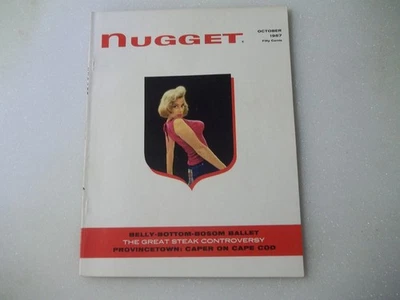 nugget.
OCTOBER
1957
Fifty Cents
BELLY-BOTTOM-BOSOM BALLET
THE GREAT STEAK CONTROVERSY
PROVINCETOWN: CAPER ON CAPE COD